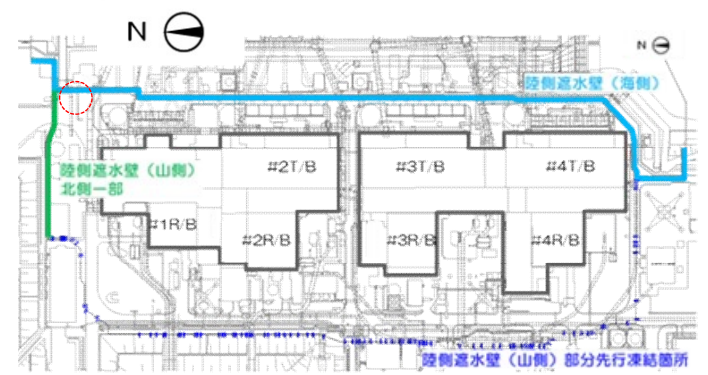 N
N
陸側遮水壁(海側)
陸側遮水壁(山側)
北側一部
#2T/B
#3T/B
#4T/B
#1R/B
#2R/B
#3R/B
#4R/B
陸側遮水壁(山側)部分先行凍結箇所